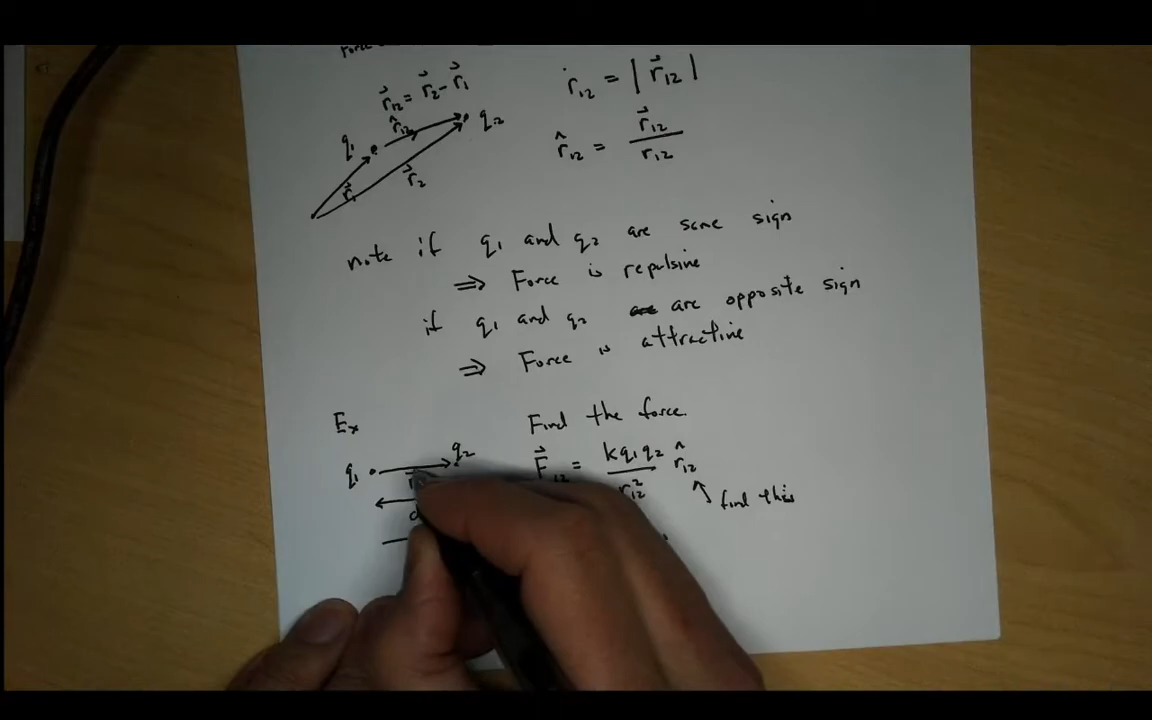 r⃗12 = r⃗2 - r⃗1
r12 = | r⃗12 |
q1 r̂12 q2
r̂12 = r⃗12 / r12
r⃗1 r⃗2
note if q1 and q2 are same sign
⇒ Force is repulsive
if q1 and q2 are opposite sign
⇒ Force is attractive
Ex Find the force.
q1 q2
F⃗12 = kq1q2 / r12² r̂12
find this
d